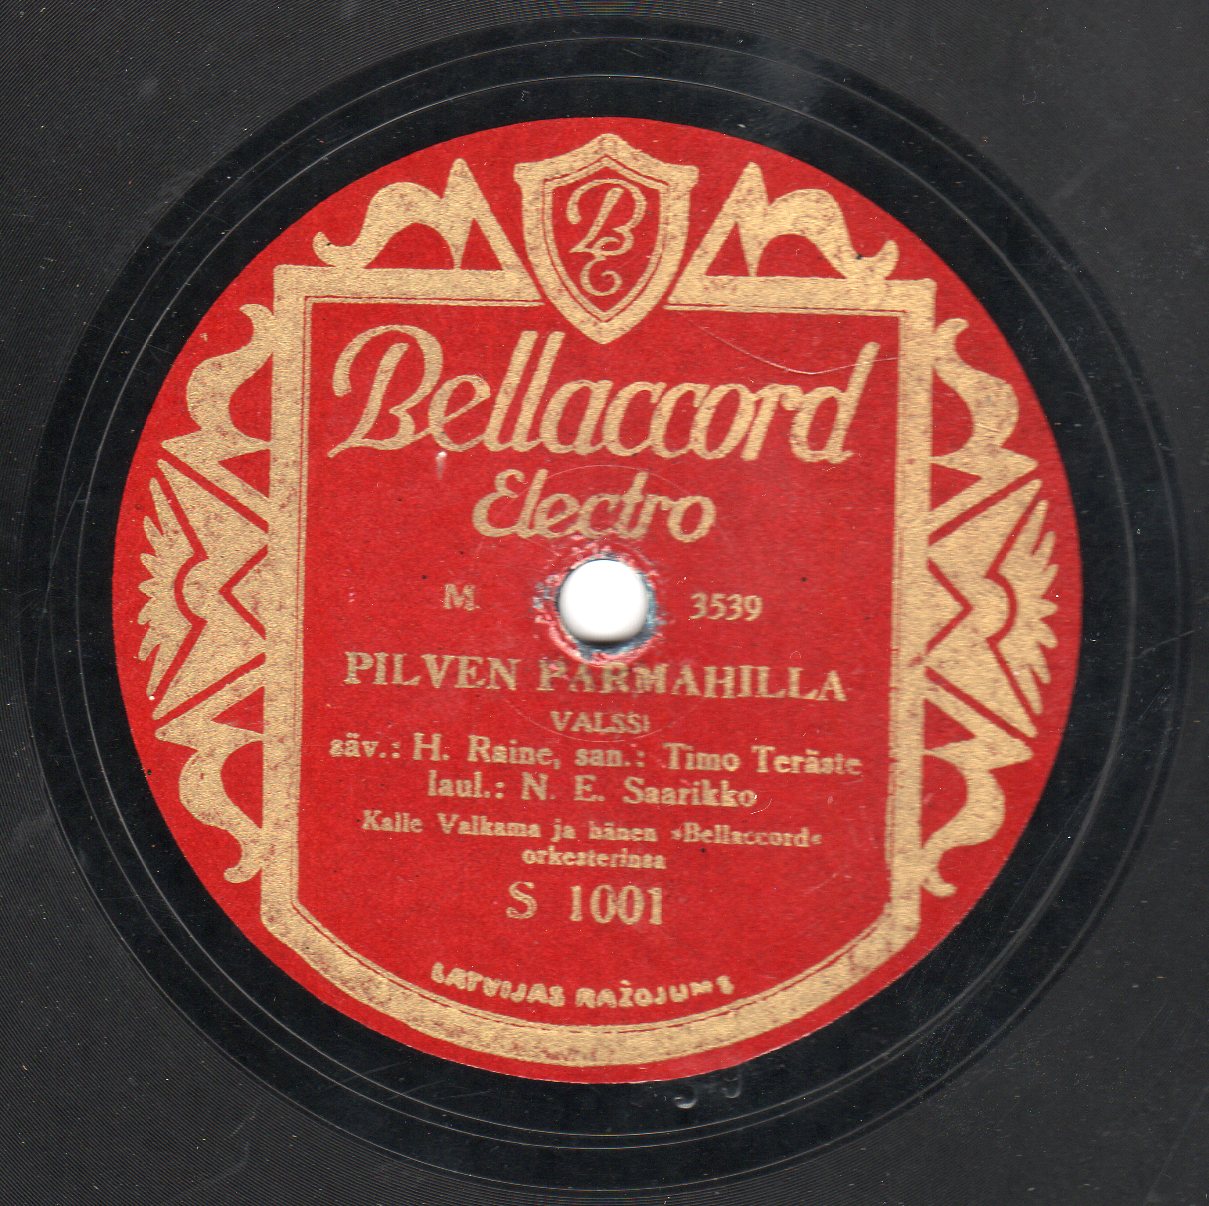 BE
Bellaccord
Electro
M. 3539
PILVEN PARMAHILLA
VALSSI
säv.: H. Raine, san.: Timo Teräste
laul.: N. E. Saarikko
Kalle Valkama ja hänen »Bellaccord«
orkesterinsa
S 1001
LATVIJAS RAŽOJUMS